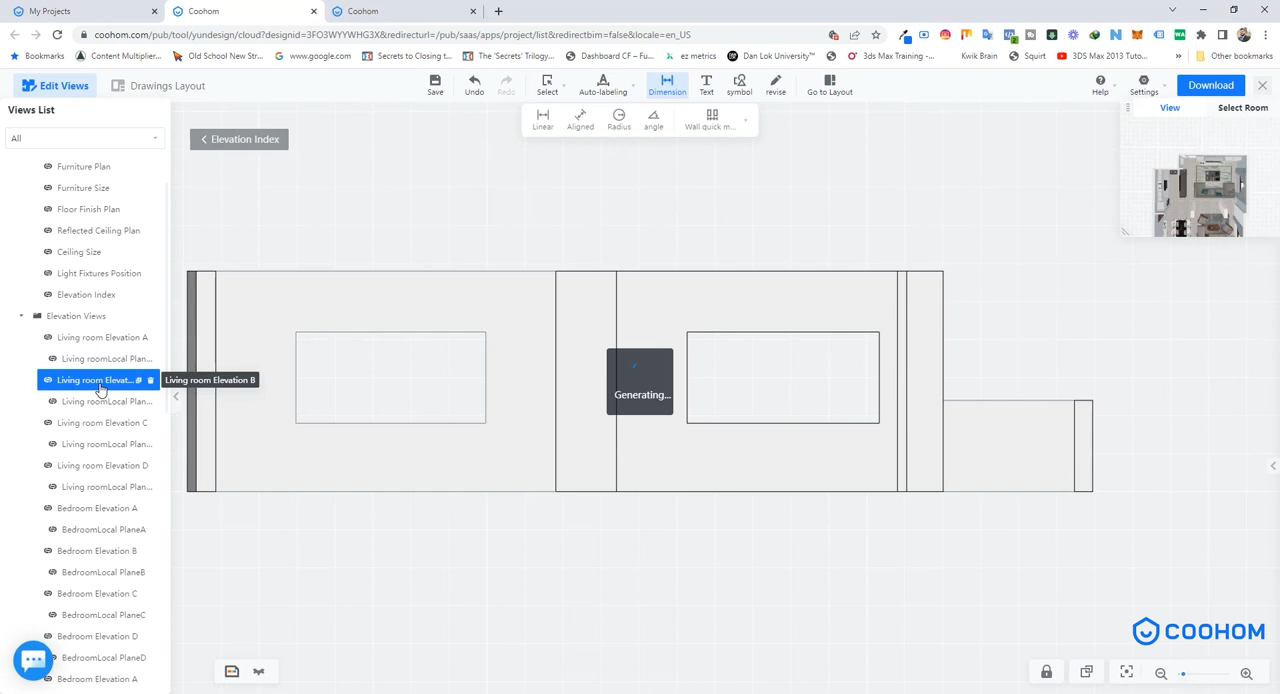 My Projects
Coohom
Coohom
coohom.com/pub/tool/yundesign/cloud?designid=3FO3WYYWHG3X&redirecturl=/pub/saas/apps/project/list&redirectbim=false&locale=en_US
Bookmarks
Content Multiplier...
Old School New Str...
www.google.com
Secrets to Closing t...
The 'Secrets' Trilogy...
Dashboard CF – Fu...
ez metrics
Dan Lok University™
3ds Max Training -...
Kwik Brain
Squirt
3DS Max 2013 Tuto...
Other bookmarks
Edit Views
Drawings Layout
Save
Undo
Redo
Select
Auto-labeling
Dimension
Text
symbol
revise
Go to Layout
Help
Settings
Download
Views List
All
Linear
Aligned
Radius
angle
Wall quick m...
View
Select Room
Elevation Index
Furniture Plan
Furniture Size
Floor Finish Plan
Reflected Ceiling Plan
Ceiling Size
Light Fixtures Position
Elevation Index
Elevation Views
Living room Elevation A
Living roomLocal Plan...
Living room Elevat...
Living room Elevation B
Living roomLocal Plan...
Living room Elevation C
Living roomLocal Plan...
Living room Elevation D
Living roomLocal Plan...
Bedroom Elevation A
BedroomLocal PlaneA
Bedroom Elevation B
BedroomLocal PlaneB
Bedroom Elevation C
BedroomLocal PlaneC
Bedroom Elevation D
BedroomLocal PlaneD
Bedroom Elevation A
Generating...
COOHOM